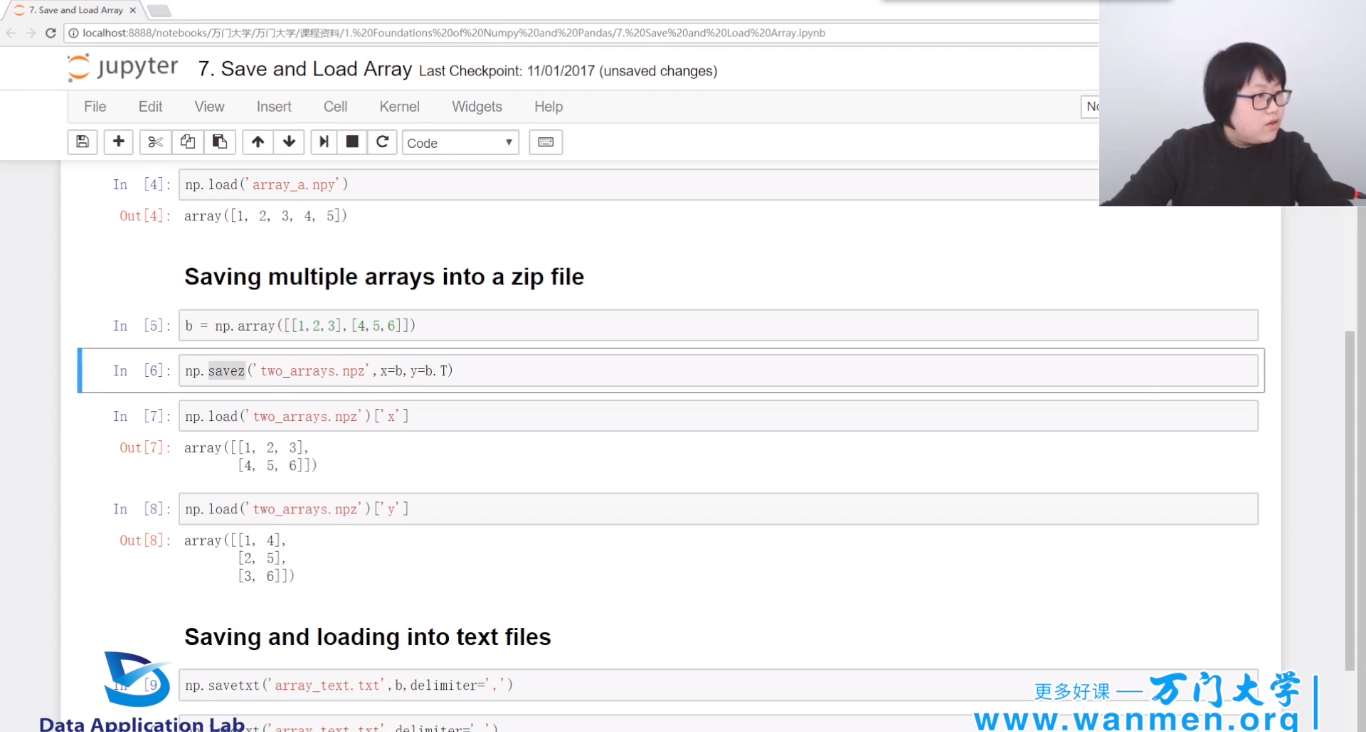 7. Save and Load Array
localhost:8888/notebooks/万门大学/万门大学/课程资料/1.%20Foundations%20of%20Numpy%20and%20Pandas/7.%20Save%20and%20Load%20Array.ipynb
jupyter 7. Save and Load Array Last Checkpoint: 11/01/2017 (unsaved changes)
File Edit View Insert Cell Kernel Widgets Help
Code
In [4]: np.load('array_a.npy')
Out[4]: array([1, 2, 3, 4, 5])
Saving multiple arrays into a zip file
In [5]: b = np.array([[1,2,3],[4,5,6]])
In [6]: np.savez('two_arrays.npz',x=b,y=b.T)
In [7]: np.load('two_arrays.npz')['x']
Out[7]: array([[1, 2, 3],
[4, 5, 6]])
In [8]: np.load('two_arrays.npz')['y']
Out[8]: array([[1, 4],
[2, 5],
[3, 6]])
Saving and loading into text files
In [9 np.savetxt('array_text.txt',b,delimiter=',')
更多好课 — 万门大学
Data Application Lab
www.wanmen.org